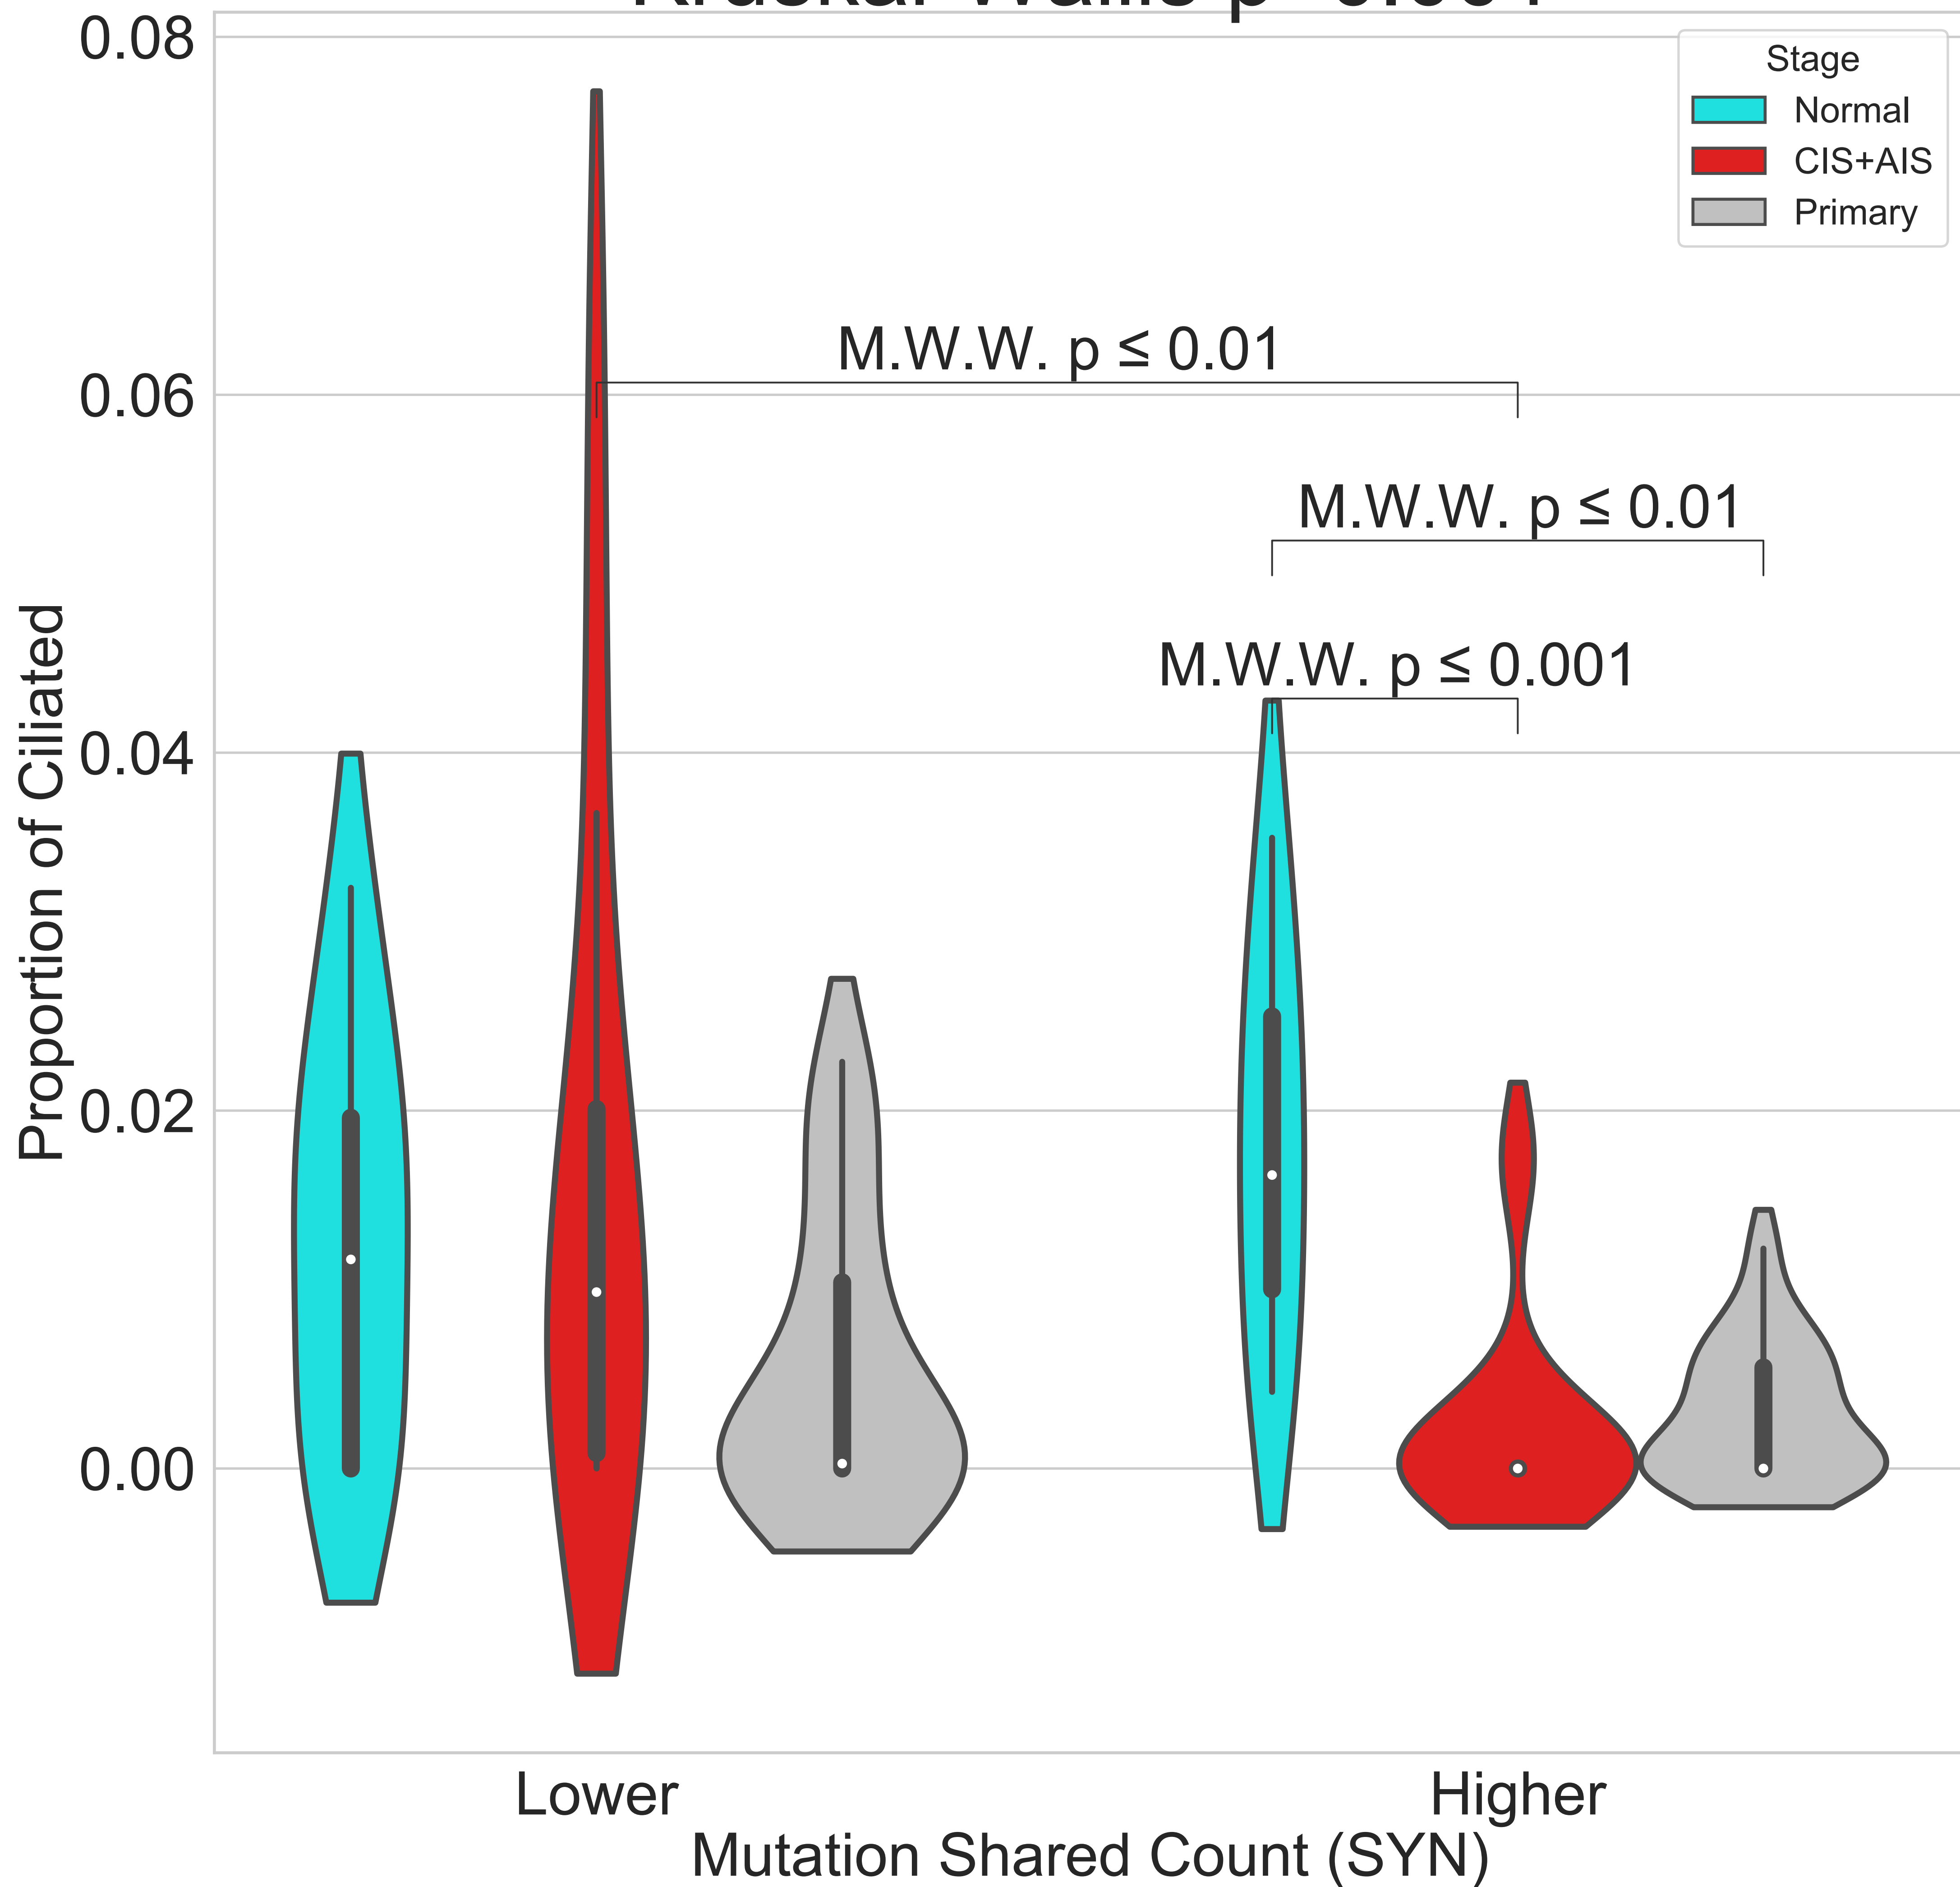 0.08
0.06
0.04
0.02
0.00
Proportion of Ciliated
Stage
Normal
CIS+AIS
Primary
M.W.W. p ≤ 0.01
M.W.W. p ≤ 0.01
M.W.W. p ≤ 0.001
Lower
Higher
Mutation Shared Count (SYN)